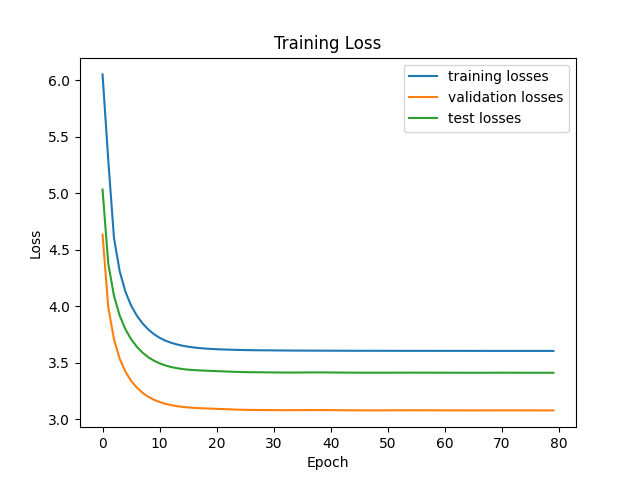 Training Loss
training losses
validation losses
test losses
6.0
5.5
5.0
4.5
4.0
3.5
3.0
Loss
0 10 20 30 40 50 60 70 80
Epoch